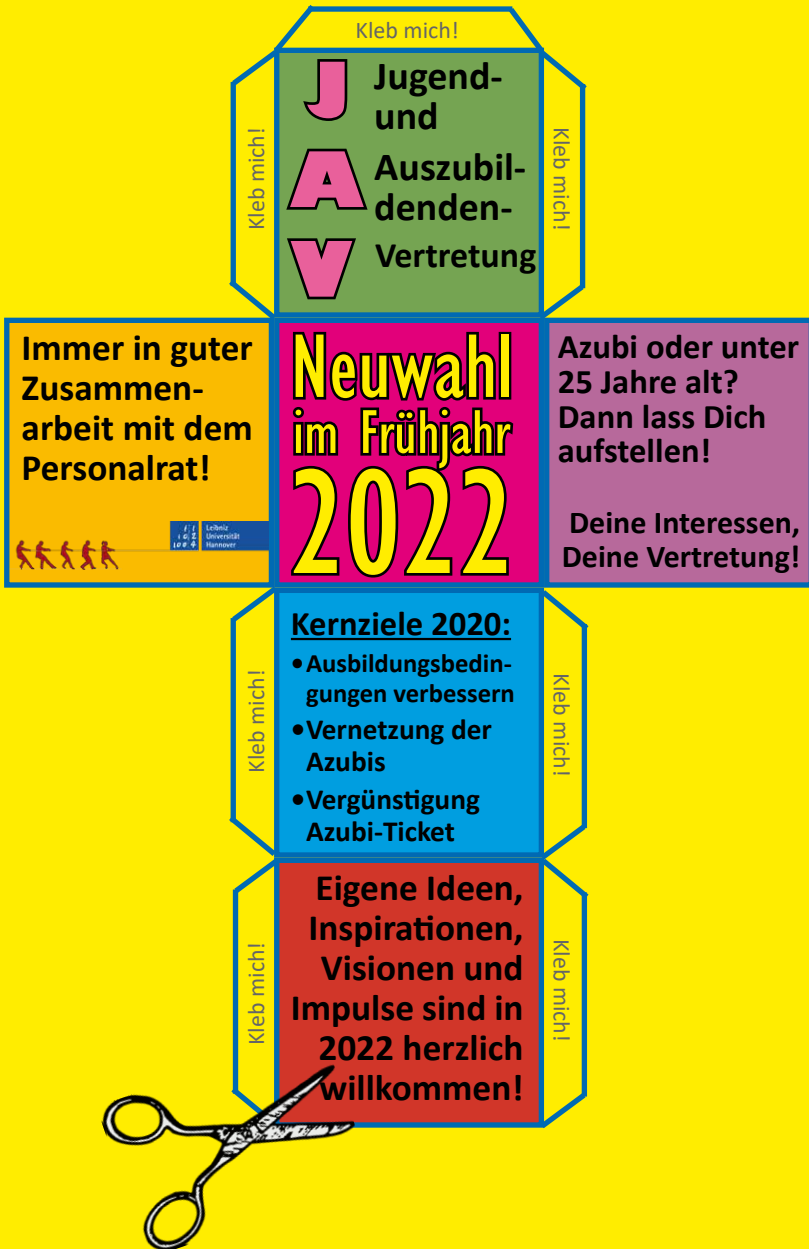 Kleb mich!
Kleb mich!
J
A
V
Jugend-
und
Auszubil-
denden-
Vertretung
Kleb mich!
Immer in guter
Zusammen-
arbeit mit dem
Personalrat!
Leibniz
Universität
Hannover
Neuwahl
im Frühjahr
2022
Azubi oder unter
25 Jahre alt?
Dann lass Dich
aufstellen!
Deine Interessen,
Deine Vertretung!
Kleb mich!
Kernziele 2020:
•Ausbildungsbedin-
gungen verbessern
•Vernetzung der
Azubis
•Vergünstigung
Azubi-Ticket
Kleb mich!
Kleb mich!
Eigene Ideen,
Inspirationen,
Visionen und
Impulse sind in
2022 herzlich
willkommen!
Kleb mich!